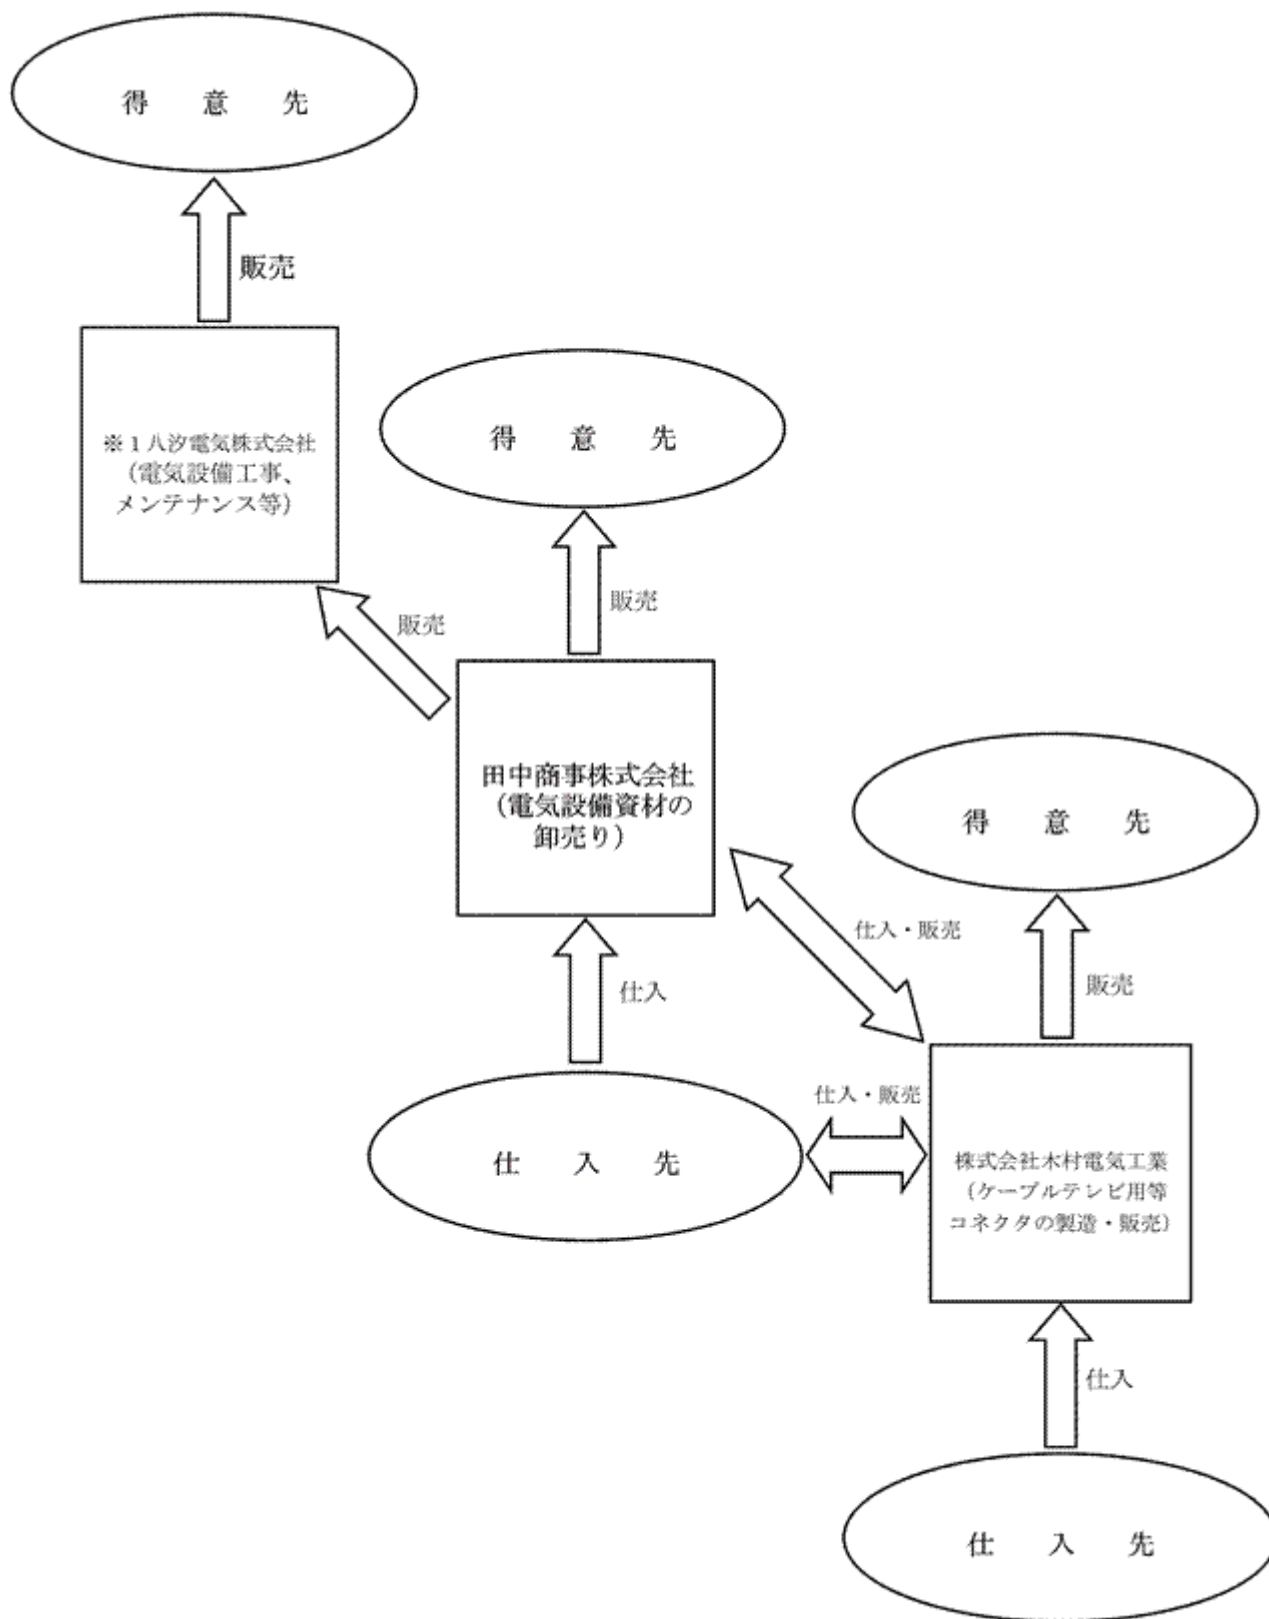 得　意　先
販売
※１八汐電気株式会社
（電気設備工事、
メンテナンス等）
得　意　先
販売
販売
田中商事株式会社
（電気設備資材の
卸売り）
得　意　先
仕入・販売
販売
仕入
仕入・販売
仕　入　先
株式会社木村電気工業
（ケーブルテレビ用等
コネクタの製造・販売）
仕入
仕　入　先